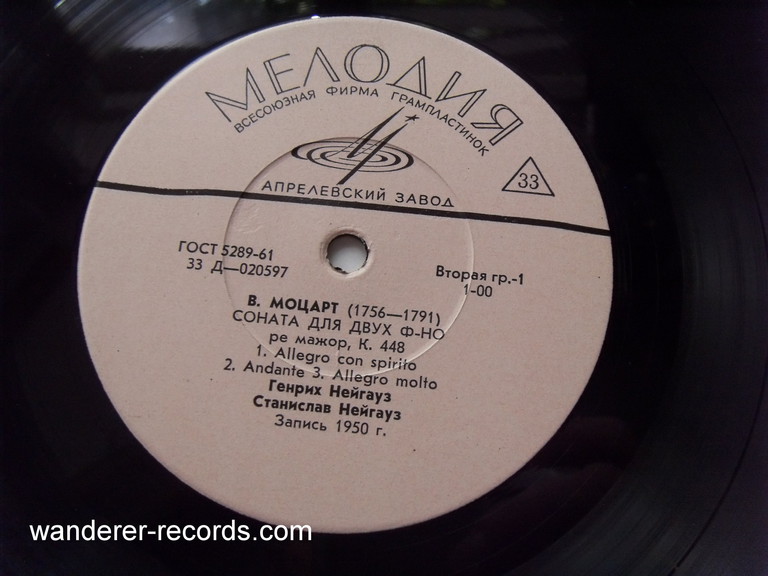 МЕЛОДИЯ
ВСЕСОЮЗНАЯ ФИРМА ГРАМПЛАСТИНОК
33
АПРЕЛЕВСКИЙ ЗАВОД
ГОСТ 5289-61
33 Д—020597
Вторая гр.-1
1-00
В. МОЦАРТ (1756—1791)
СОНАТА ДЛЯ ДВУХ Ф-НО
ре мажор, К. 448
1. Allegro con spirito
2. Andante 3. Allegro molto
Генрих Нейгауз
Станислав Нейгауз
Запись 1950 г.
wanderer-records.com